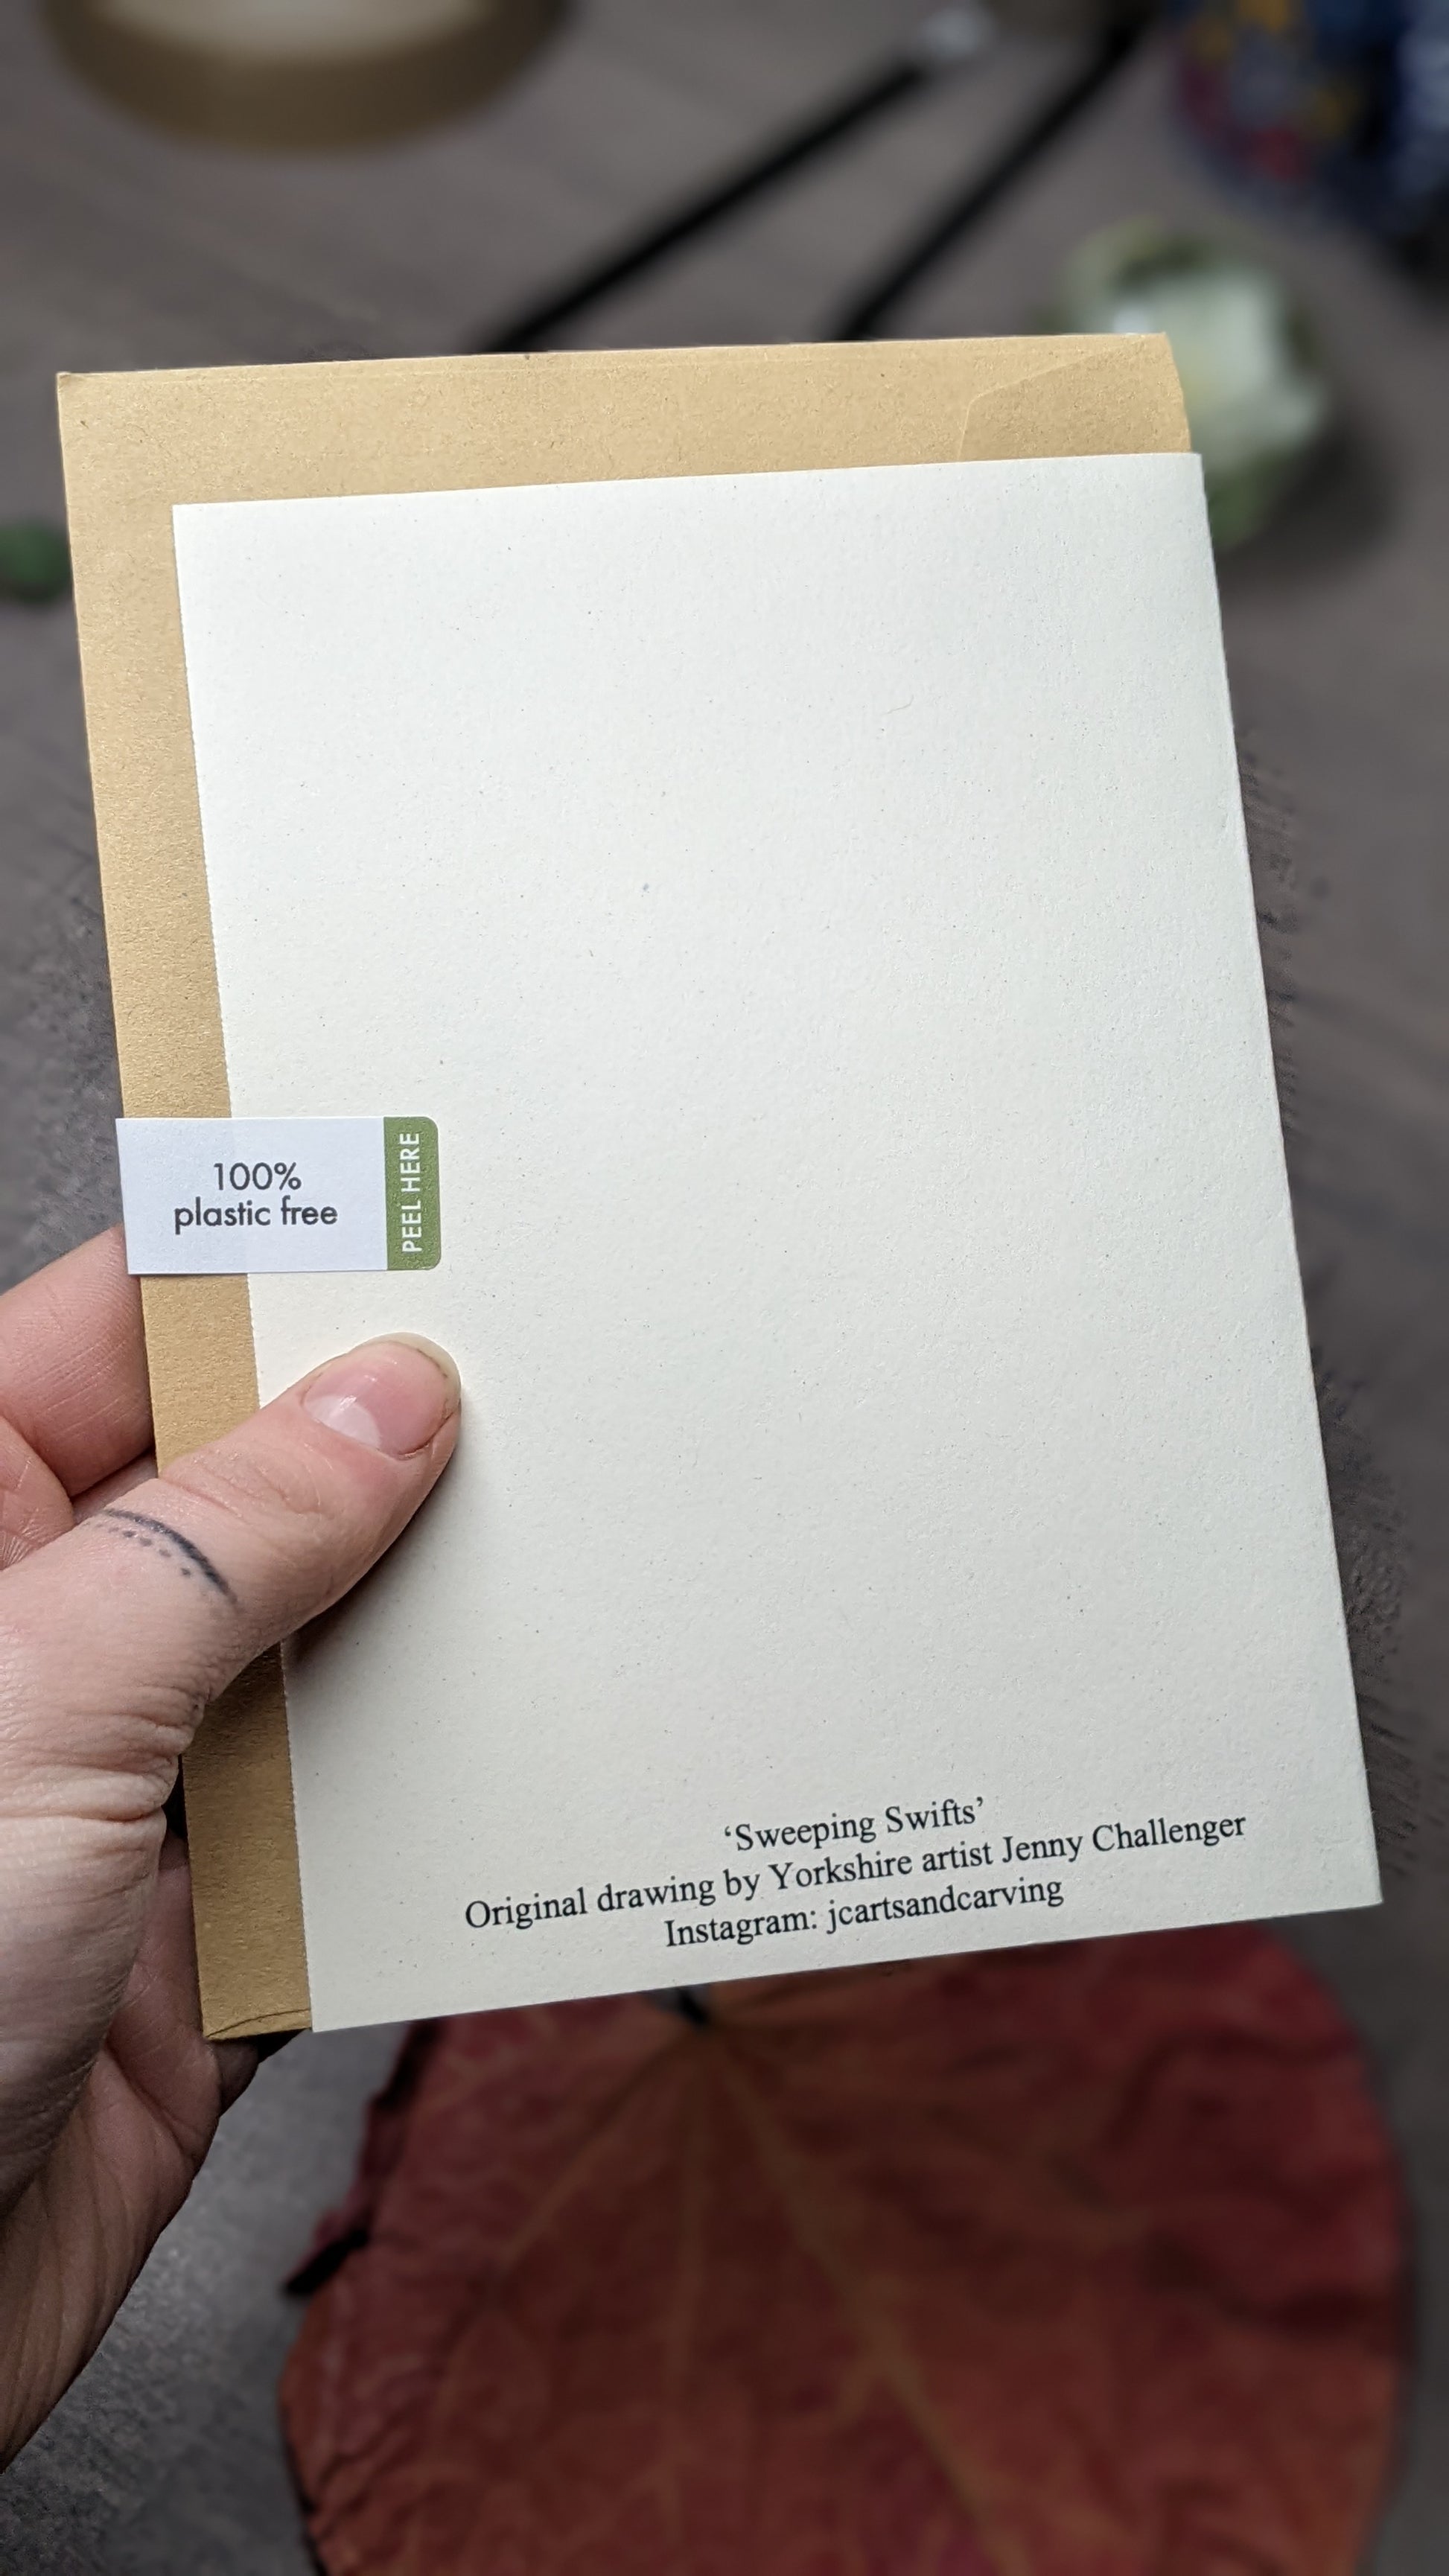 100%
plastic free
PEEL HERE
‘Sweeping Swifts’
Original drawing by Yorkshire artist Jenny Challenger
Instagram: jcartsandcarving